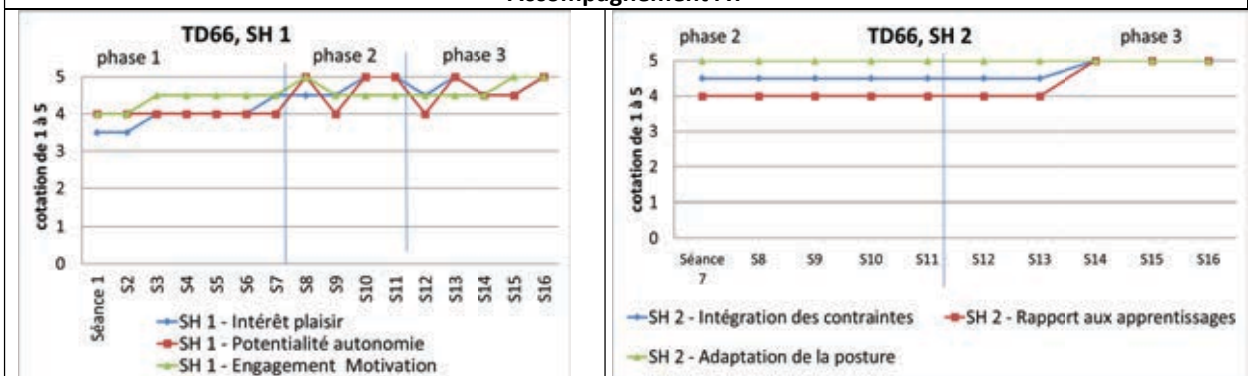 TD66, SH 1
phase 1
phase 2
phase 3
cotation de 1 à 5
5
4
3
2
1
0
Séance 1
S2
S3
S4
S5
S6
S7
S8
S9
S10
S11
S12
S13
S14
S15
S16
SH 1 - Intérêt plaisir
SH 1 - Potentialité autonomie
SH 1 - Engagement Motivation
phase 2
TD66, SH 2
phase 3
cotation de 1 à 5
5
4
3
2
1
0
Séance 7
S8
S9
S10
S11
S12
S13
S14
S15
S16
SH 2 - Intégration des contraintes
SH 2 - Rapport aux apprentissages
SH 2 - Adaptation de la posture